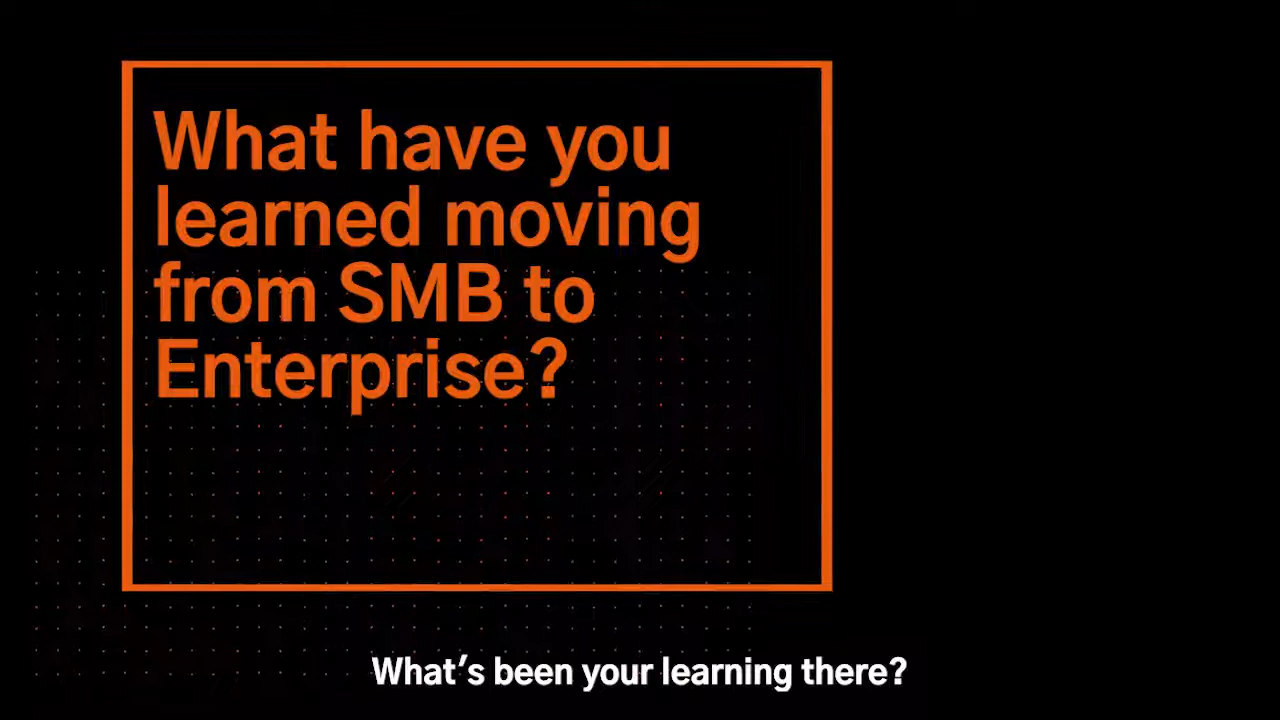 What have you
learned moving
from SMB to
Enterprise?
What's been your learning there?